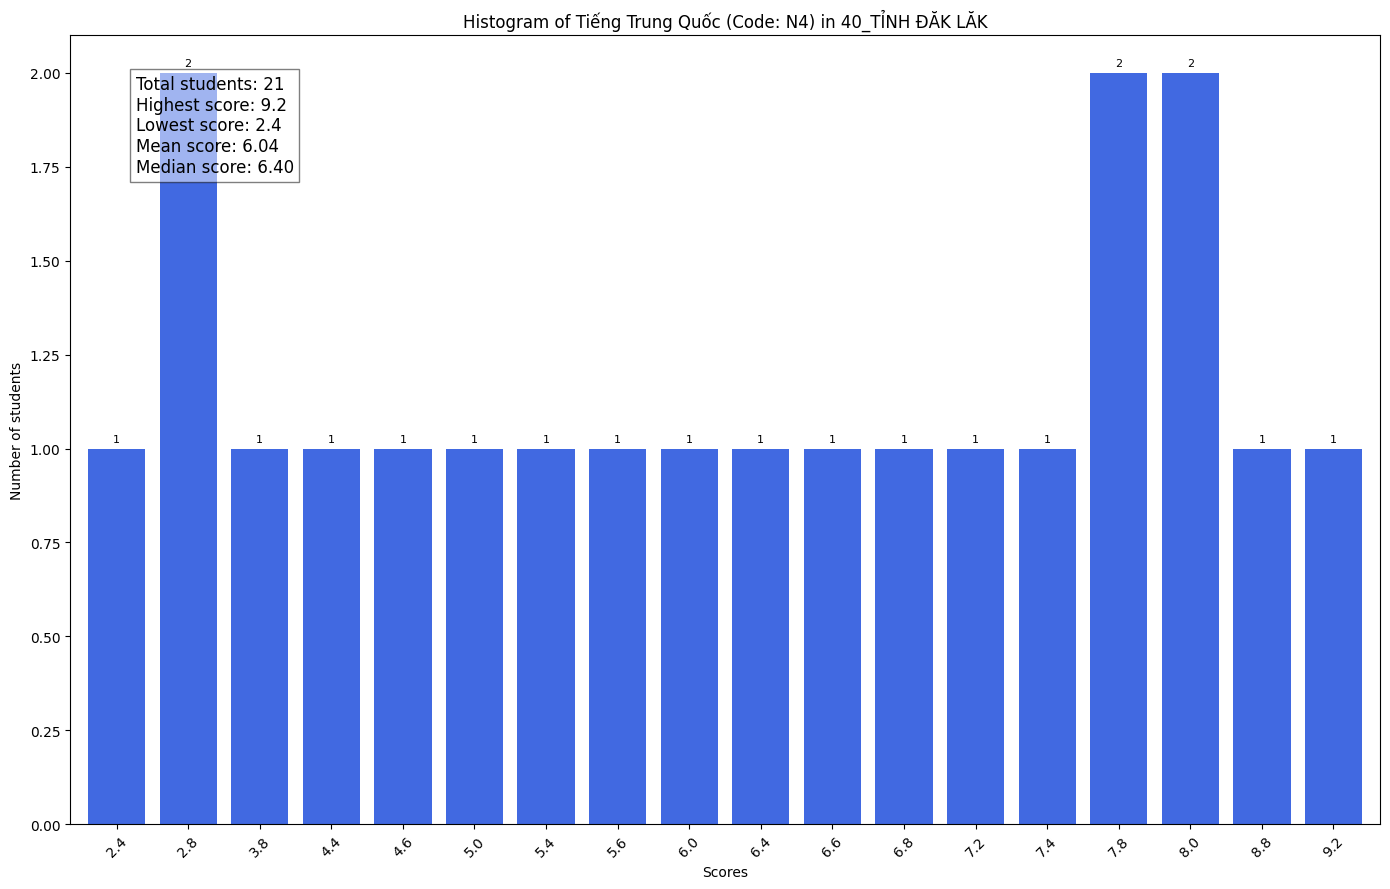 Histogram of Tiếng Trung Quốc (Code: N4) in 40_TỈNH ĐĂK LĂK
Total students: 21
Highest score: 9.2
Lowest score: 2.4
Mean score: 6.04
Median score: 6.40
Number of students
2.00
1.75
1.50
1.25
1.00
0.75
0.50
0.25
0.00
1 2 1 1 1 1 1 1 1 1 1 1 1 1 2 2 1 1
2.4 2.8 3.8 4.4 4.6 5.0 5.4 5.6 6.0 6.4 6.6 6.8 7.2 7.4 7.8 8.0 8.8 9.2
Scores